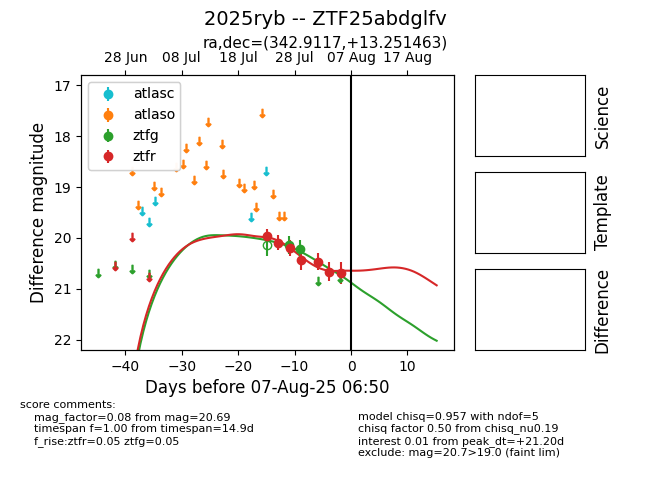 2025ryb -- ZTF25abdglfv
ra,dec=(342.9117,+13.251463)
28 Jun 08 Jul 18 Jul 28 Jul 07 Aug 17 Aug
atlasc
atlaso
ztfg
ztfr
17
18
19
20
21
22
Difference magnitude
−40 −30 −20 −10 0 10
Days before 07-Aug-25 06:50
Science
Template
Difference
score comments:
mag_factor=0.08 from mag=20.69
timespan f=1.00 from timespan=14.9d
f_rise:ztfr=0.05 ztfg=0.05
model chisq=0.957 with ndof=5
chisq factor 0.50 from chisq_nu0.19
interest 0.01 from peak_dt=+21.20d
exclude: mag=20.7>19.0 (faint lim)